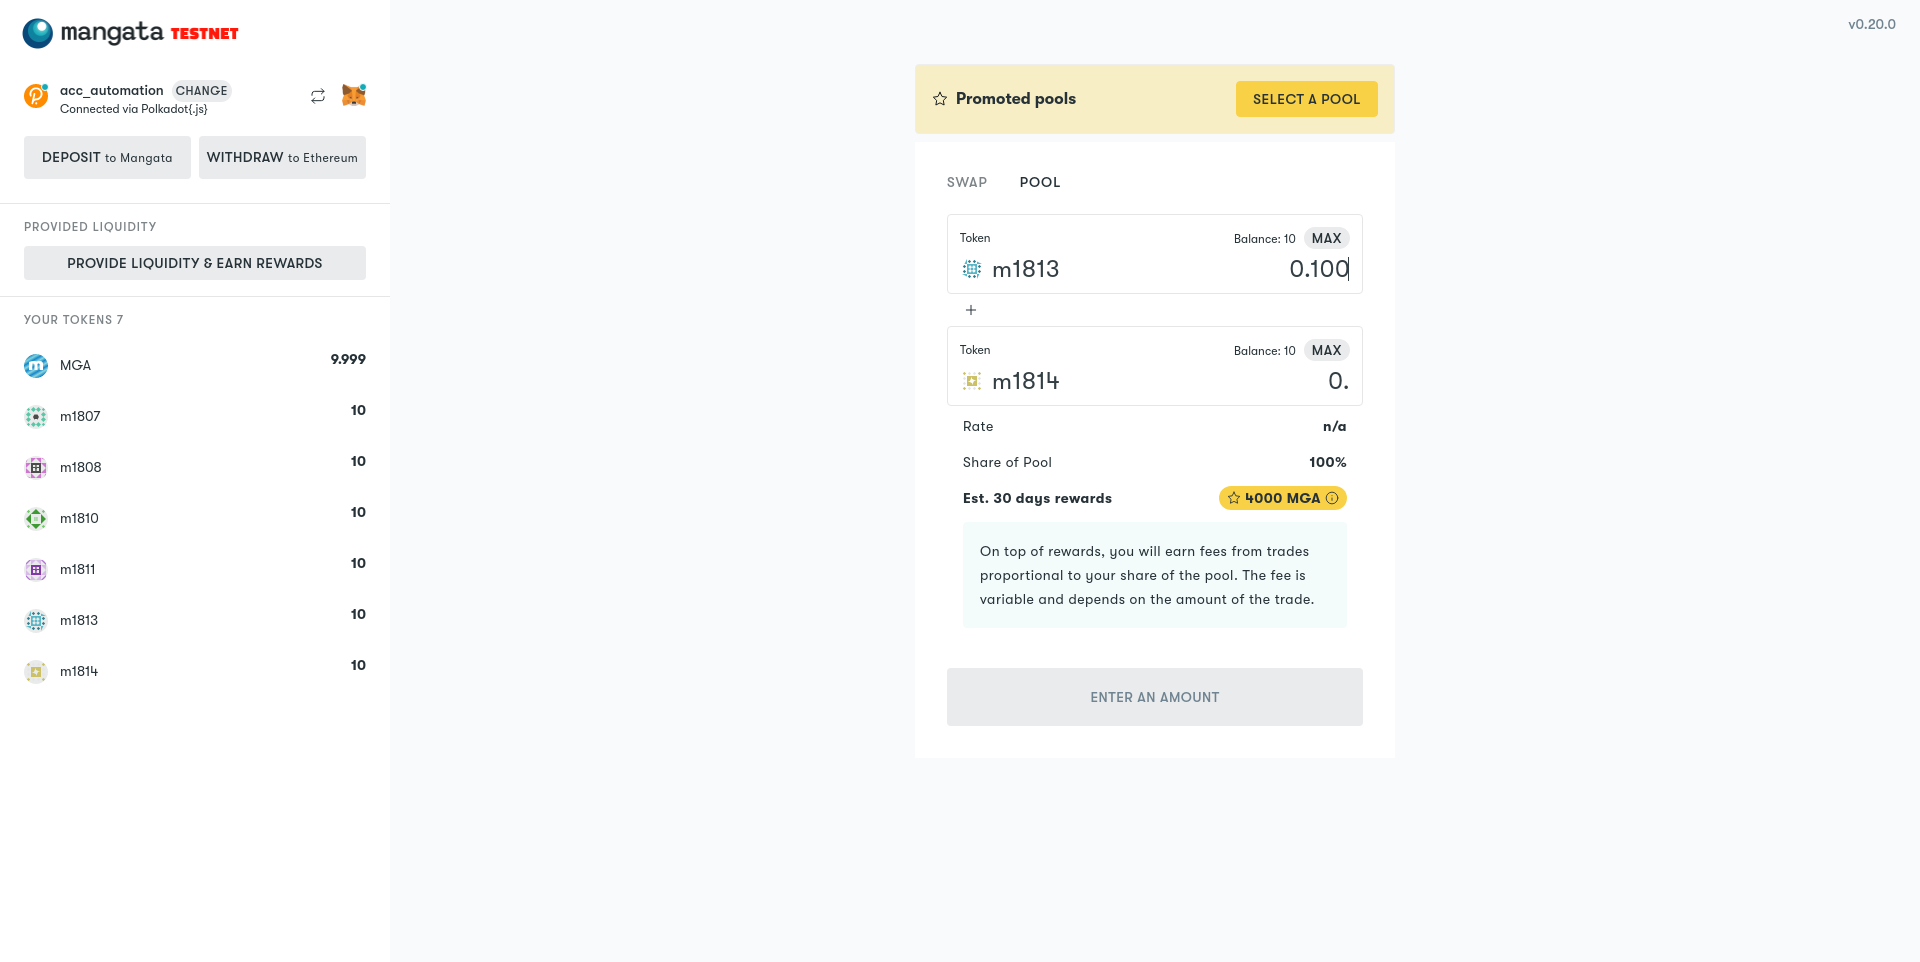 mangata TESTNET
v0.20.0
acc_automation CHANGE
Connected via Polkadot{.js}
DEPOSIT to Mangata
WITHDRAW to Ethereum
PROVIDED LIQUIDITY
PROVIDE LIQUIDITY & EARN REWARDS
YOUR TOKENS 7
MGA 9.999
m1807 10
m1808 10
m1810 10
m1811 10
m1813 10
m1814 10
Promoted pools
SELECT A POOL
SWAP POOL
Token Balance: 10 MAX
m1813 0.100
+
Token Balance: 10 MAX
m1814 0.
Rate n/a
Share of Pool 100%
Est. 30 days rewards 4000 MGA
On top of rewards, you will earn fees from trades
proportional to your share of the pool. The fee is
variable and depends on the amount of the trade.
ENTER AN AMOUNT